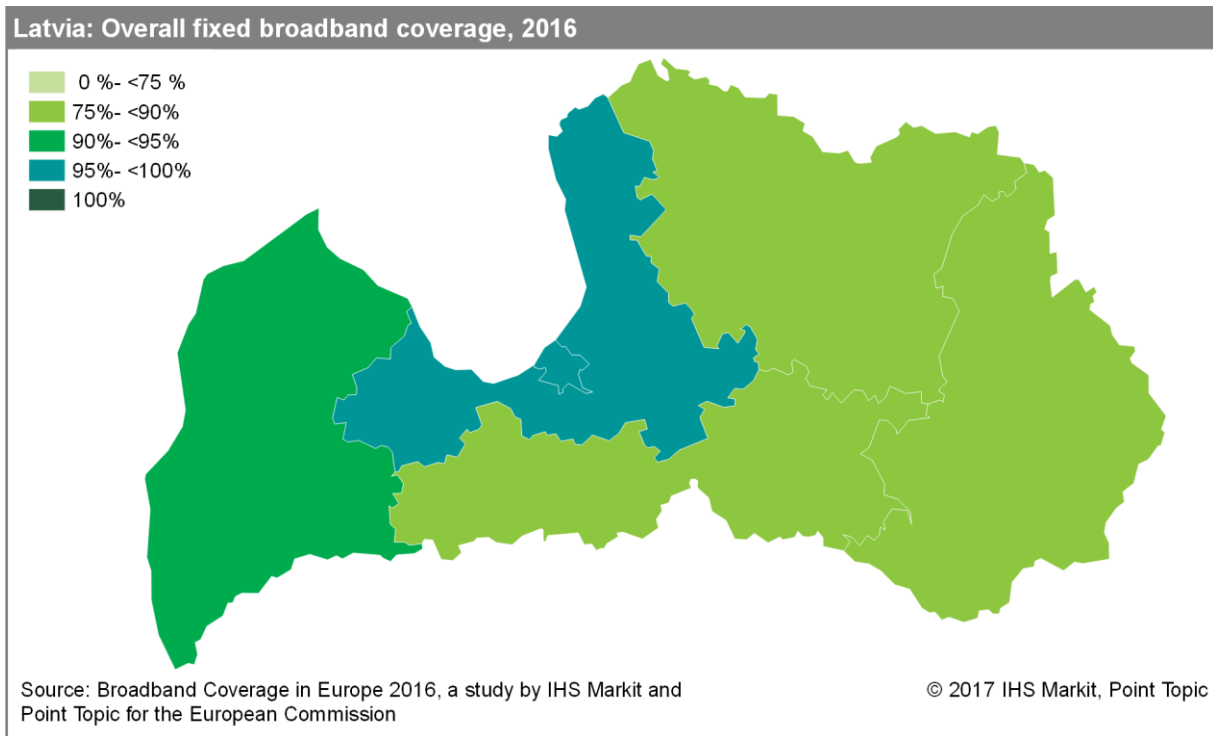 Latvia: Overall fixed broadband coverage, 2016
0 %- <75 %
75%- <90%
90%- <95%
95%- <100%
100%
Source: Broadband Coverage in Europe 2016, a study by IHS Markit and
Point Topic for the European Commission
© 2017 IHS Markit, Point Topic